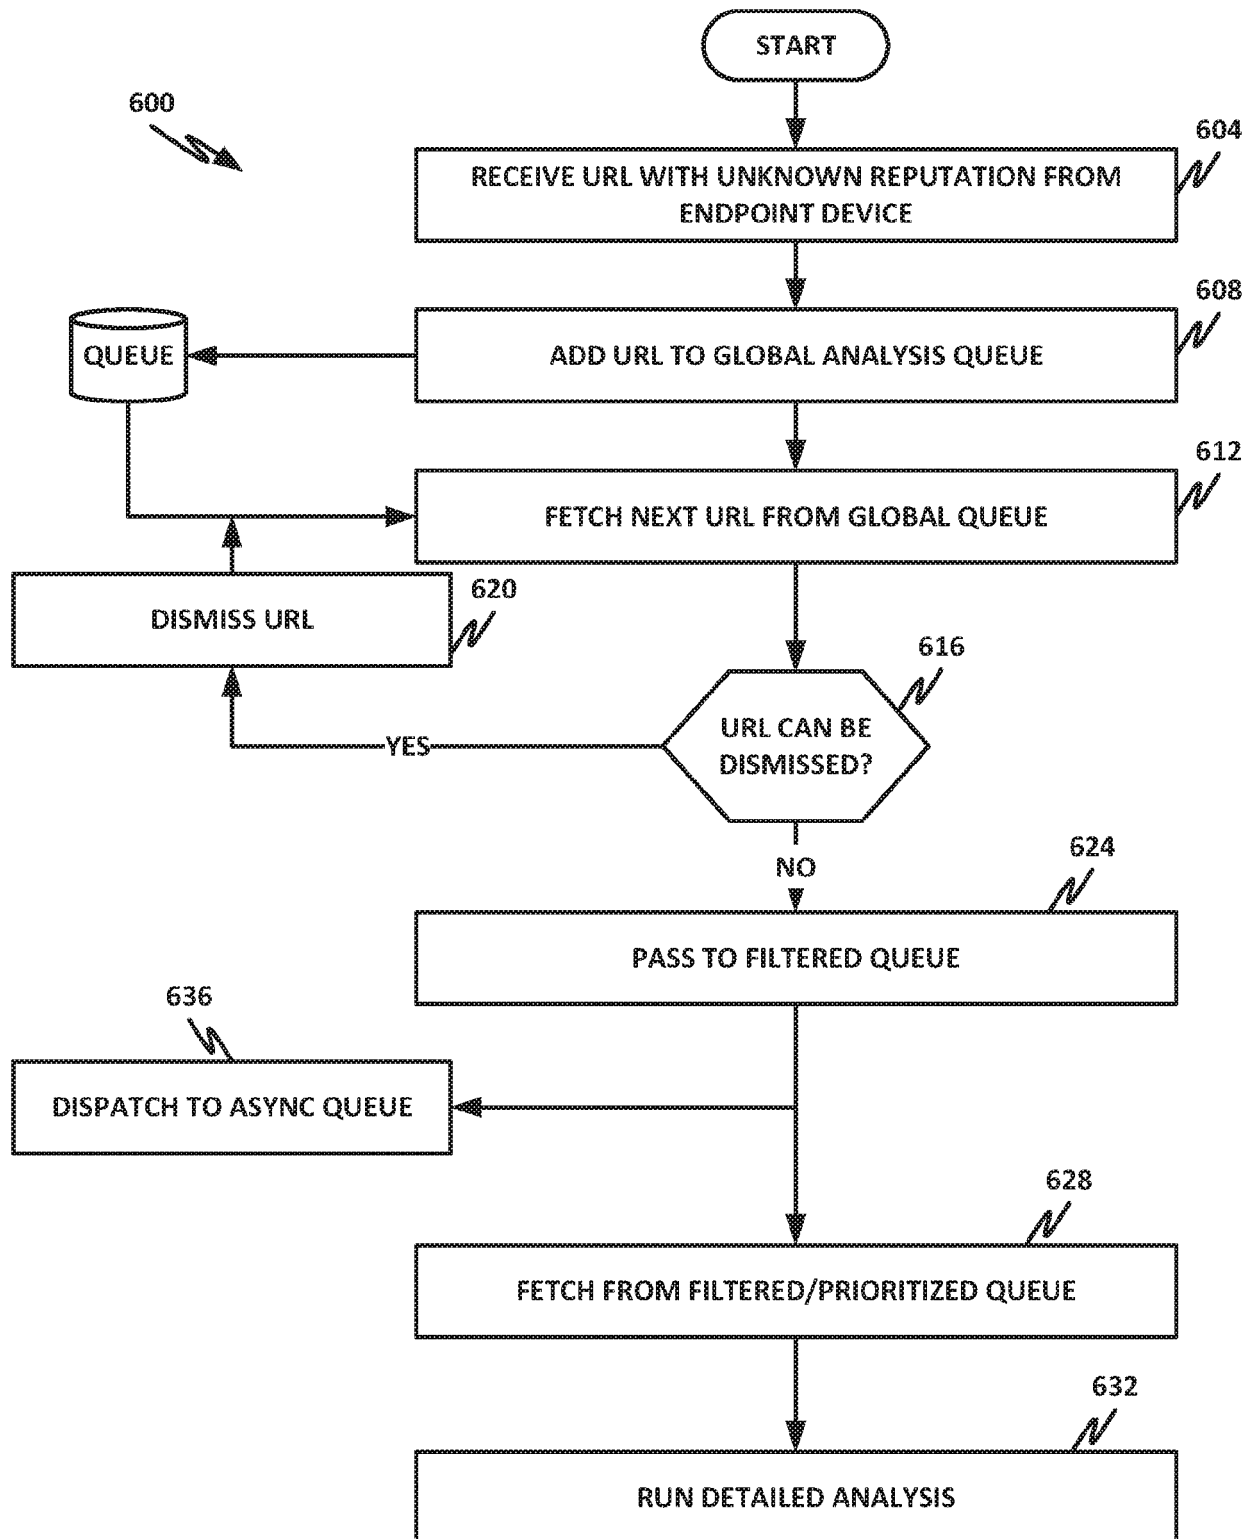 START
600
604
RECEIVE URL WITH UNKNOWN REPUTATION FROM
ENDPOINT DEVICE
608
QUEUE
ADD URL TO GLOBAL ANALYSIS QUEUE
612
FETCH NEXT URL FROM GLOBAL QUEUE
620
DISMISS URL
616
URL CAN BE
DISMISSED?
YES
NO
624
PASS TO FILTERED QUEUE
636
DISPATCH TO ASYNC QUEUE
628
FETCH FROM FILTERED/PRIORITIZED QUEUE
632
RUN DETAILED ANALYSIS